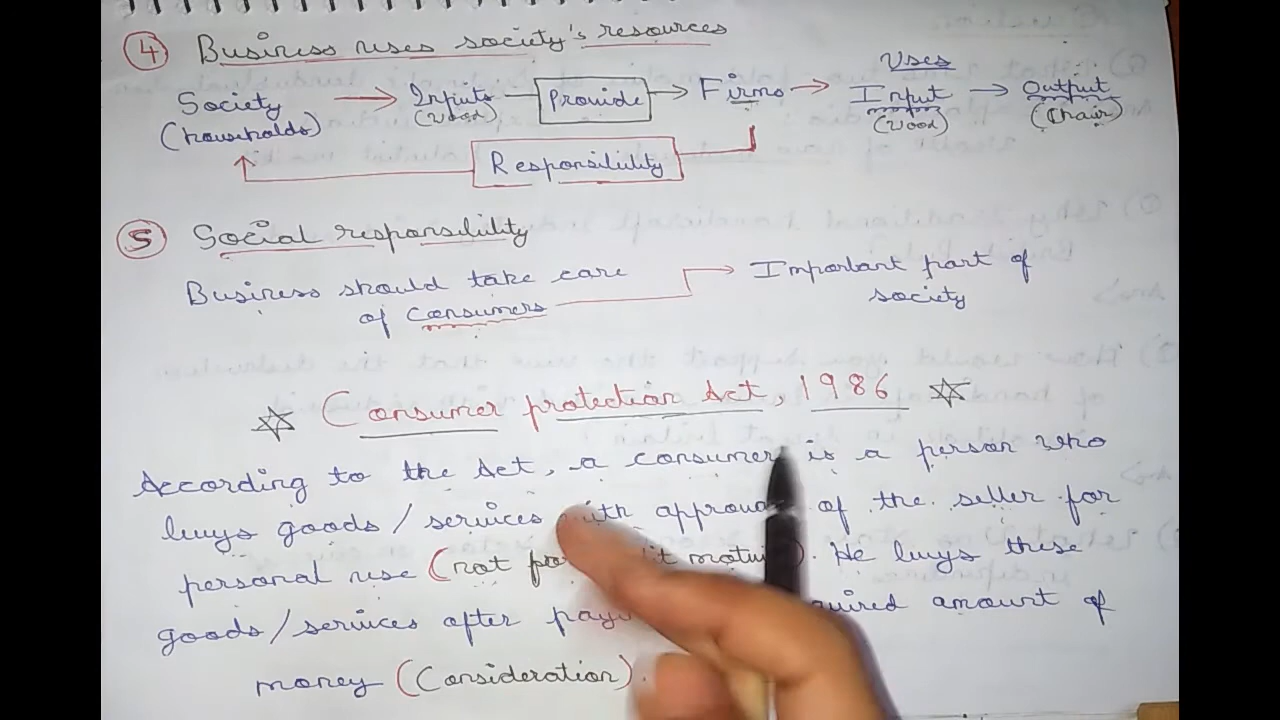 4 Business uses society's resources
Society (households) → Inputs (Wood) — Provide → Firms → Uses Input (Wood) → Output (Chair)
Responsibility
5 Social responsibility
Business should take care of consumers → Important part of society
Consumer protection Act, 1986
According to the Act, a consumer is a person who
buys goods/services with of the seller for
personal use (not. He buys these
goods/services after amount of
money (Consideration).